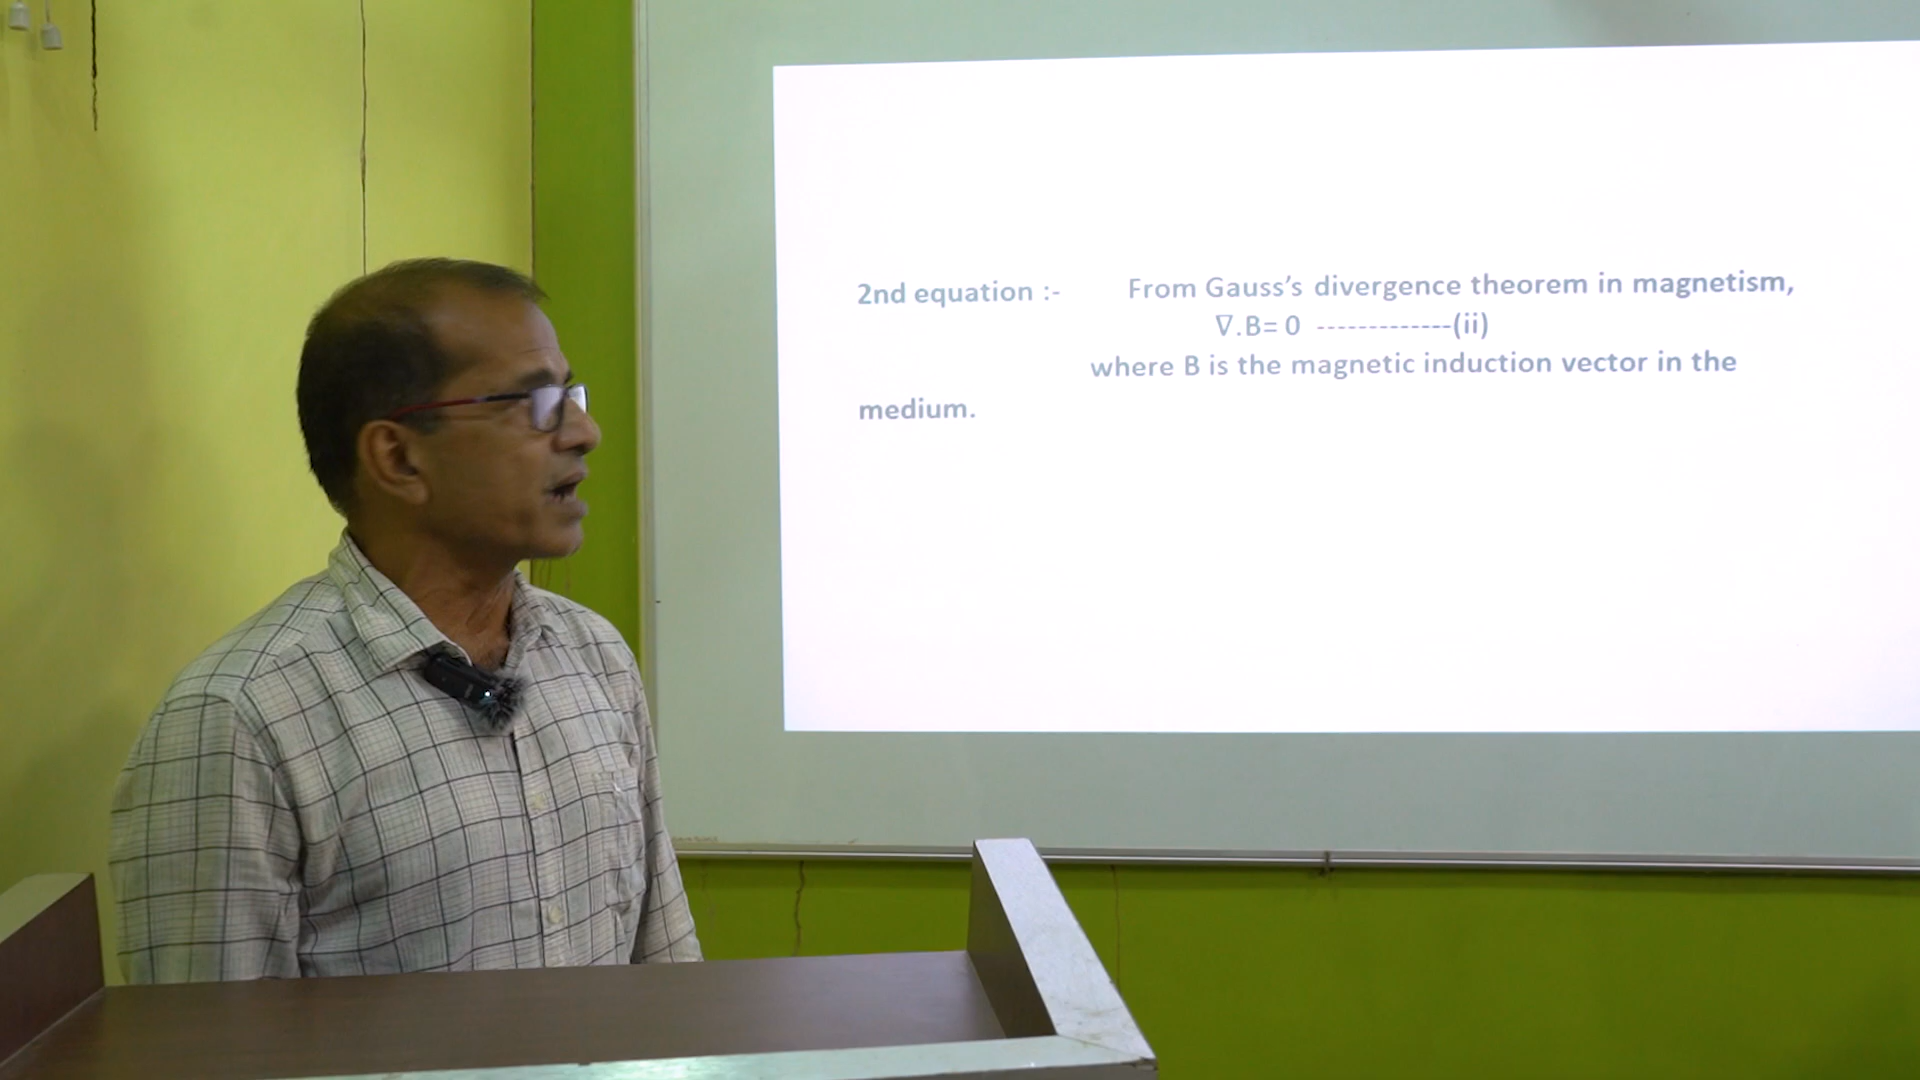 2nd equation :- From Gauss’s divergence theorem in magnetism,
∇.B= 0 -------------(ii)
where B is the magnetic induction vector in the
medium.